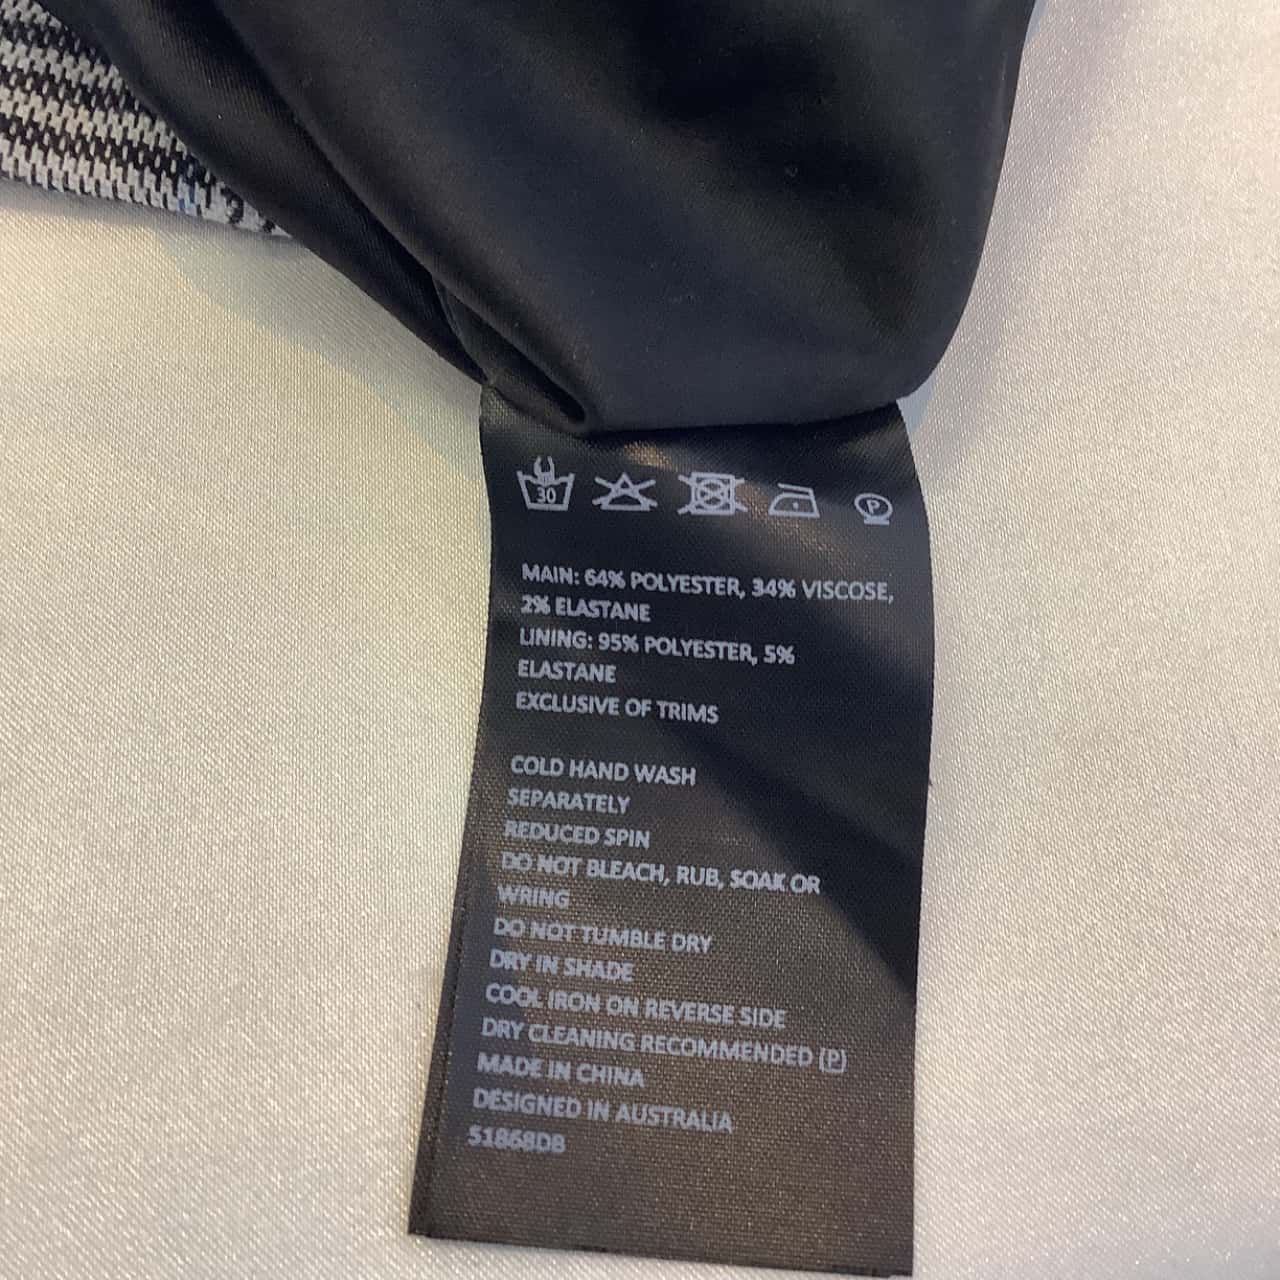 30
P
MAIN: 64% POLYESTER, 34% VISCOSE,
2% ELASTANE
LINING: 95% POLYESTER, 5%
ELASTANE
EXCLUSIVE OF TRIMS
COLD HAND WASH
SEPARATELY
REDUCED SPIN
DO NOT BLEACH, RUB, SOAK OR
WRING
DO NOT TUMBLE DRY
DRY IN SHADE
COOL IRON ON REVERSE SIDE
DRY CLEANING RECOMMENDED (P)
MADE IN CHINA
DESIGNED IN AUSTRALIA
51868DB